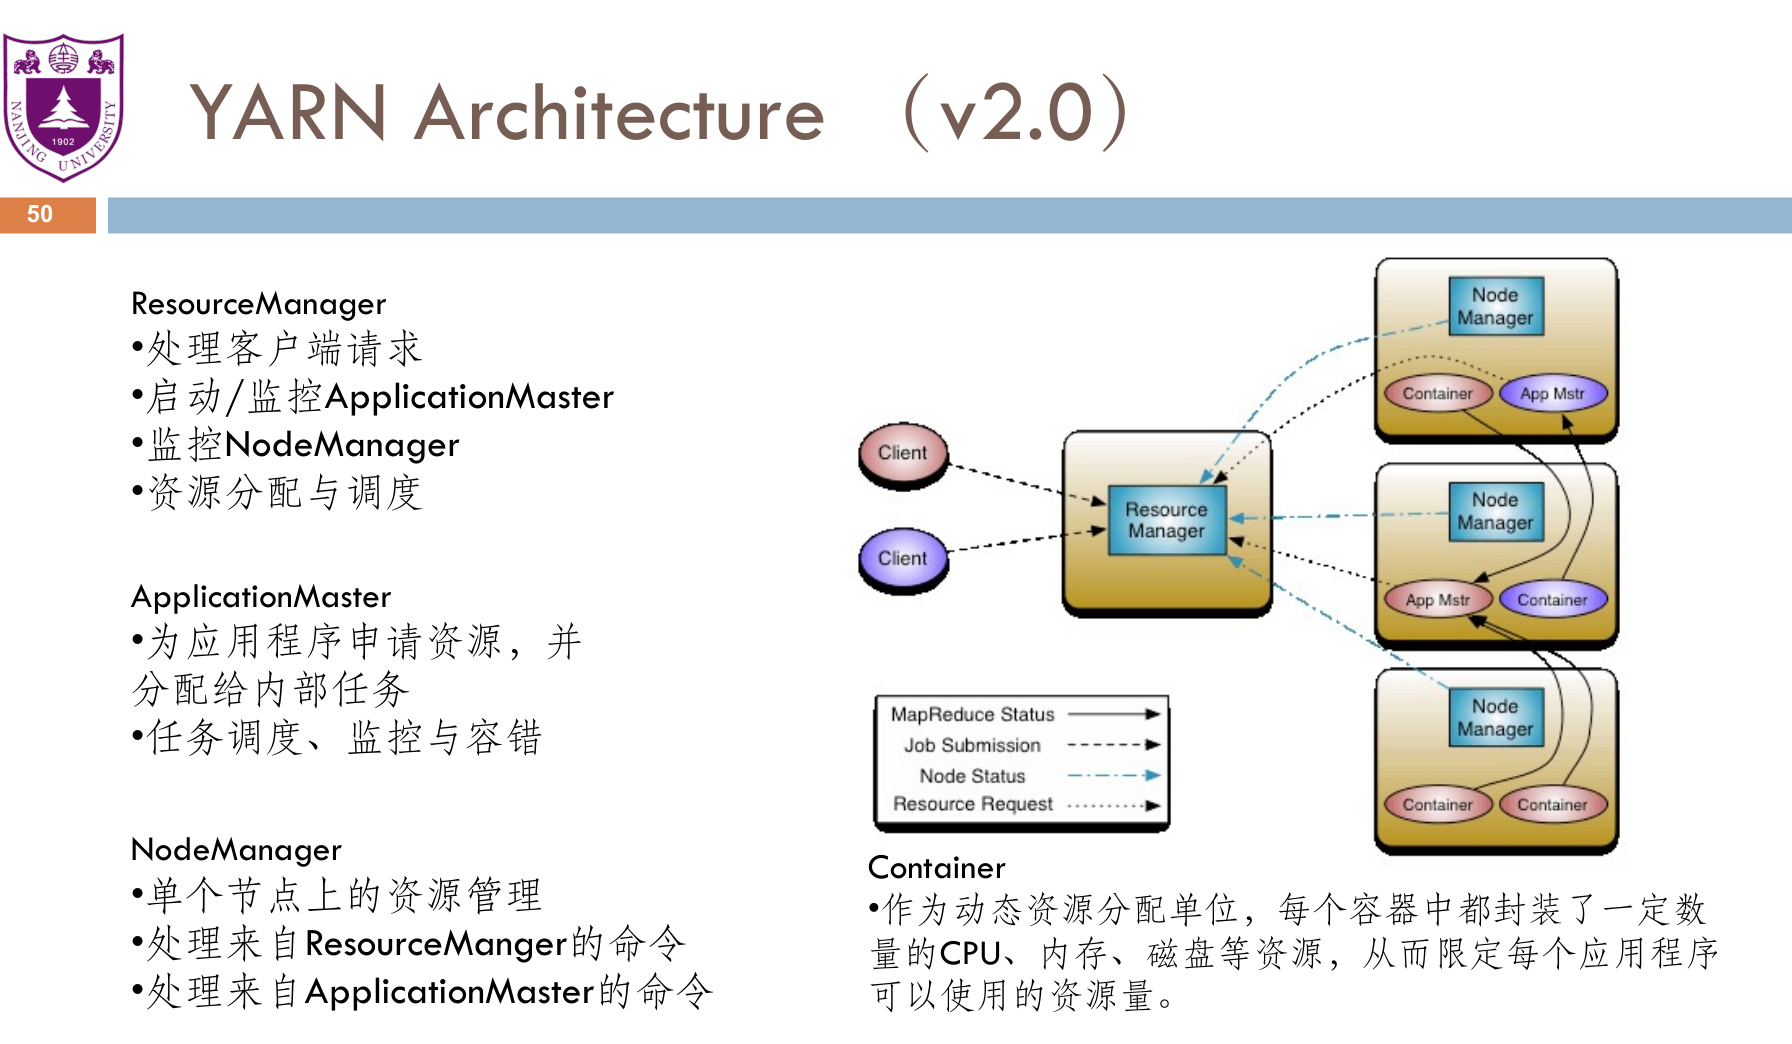 NANJING UNIVERSITY
1902
YARN Architecture （v2.0）
50
ResourceManager
•处理客户端请求
•启动/监控ApplicationMaster
•监控NodeManager
•资源分配与调度
ApplicationMaster
•为应用程序申请资源，并
分配给内部任务
•任务调度、监控与容错
NodeManager
•单个节点上的资源管理
•处理来自ResourceManger的命令
•处理来自ApplicationMaster的命令
Client
Client
Resource
Manager
Node
Manager
Container
App Mstr
Node
Manager
App Mstr
Container
Node
Manager
Container
Container
MapReduce Status
Job Submission
Node Status
Resource Request
Container
•作为动态资源分配单位，每个容器中都封装了一定数
量的CPU、内存、磁盘等资源，从而限定每个应用程序
可以使用的资源量。